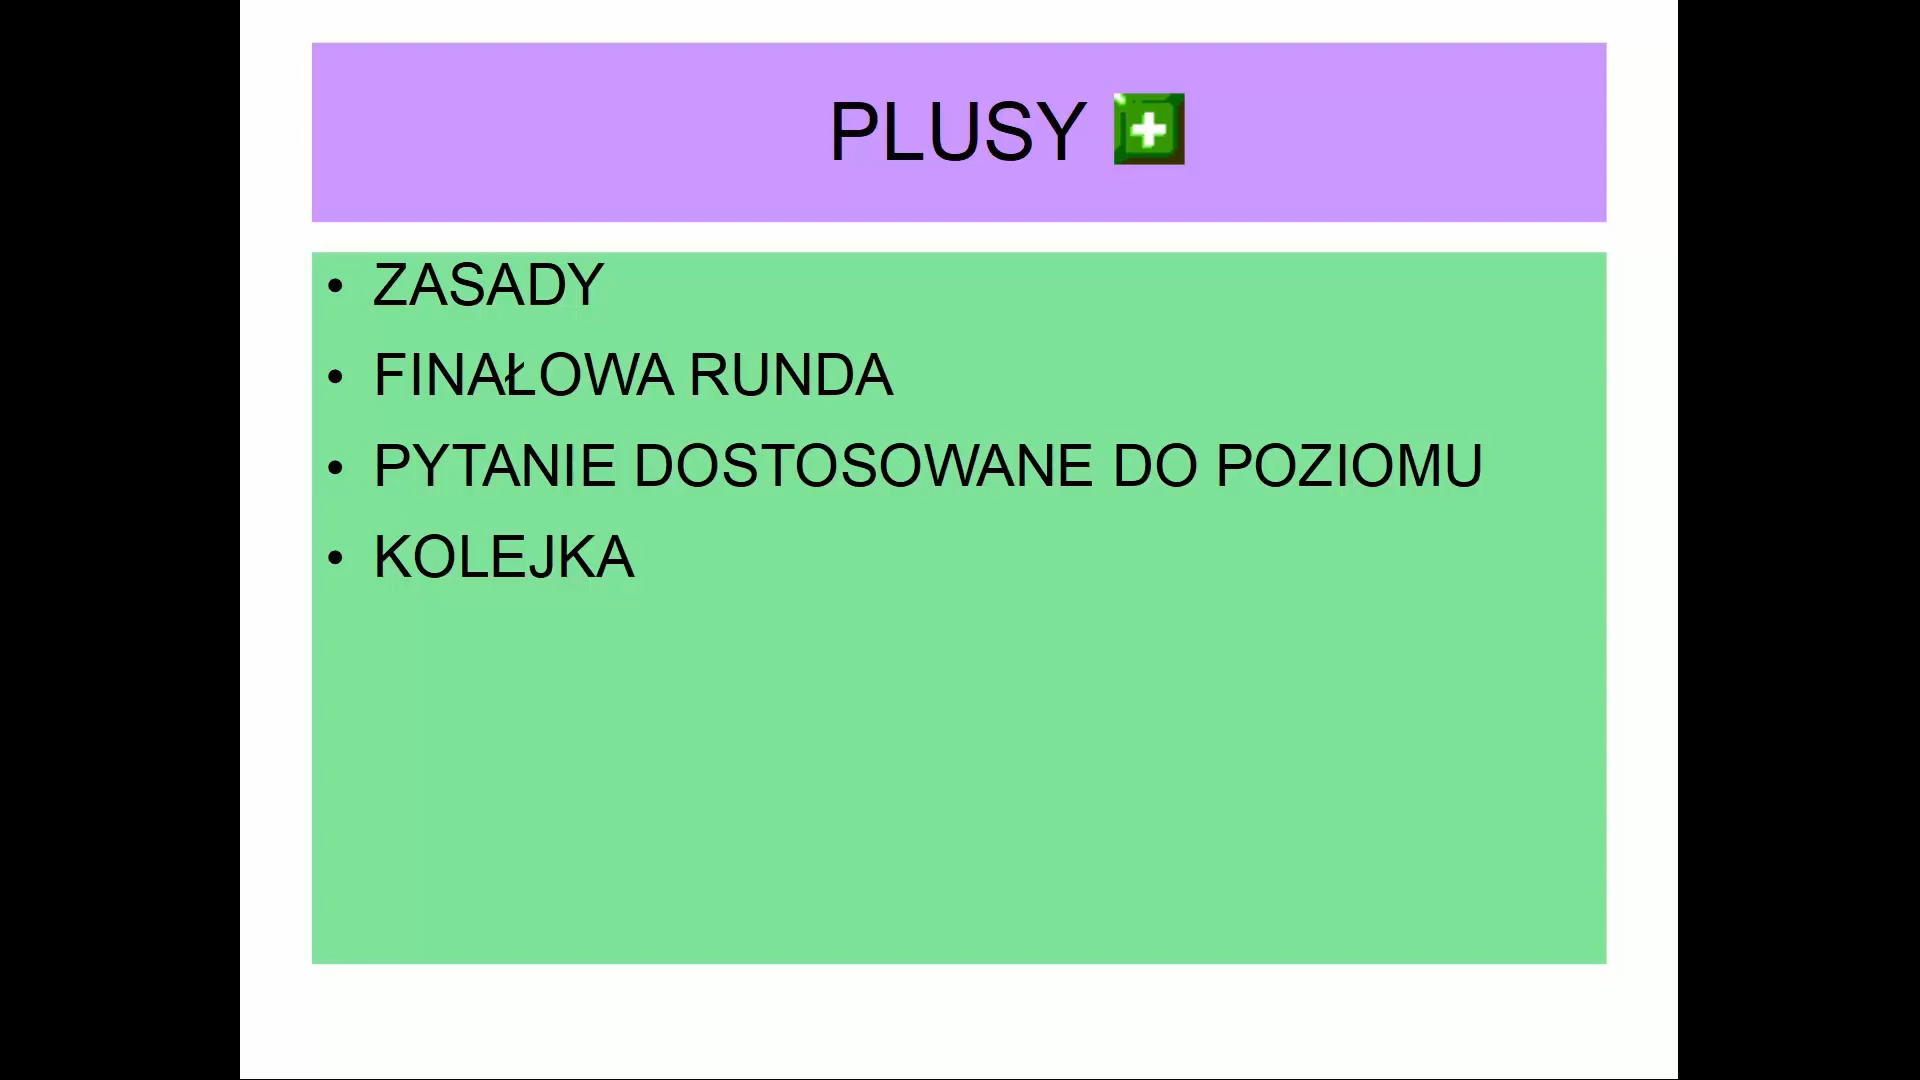 PLUSY
• ZASADY
• FINAŁOWA RUNDA
• PYTANIE DOSTOSOWANE DO POZIOMU
• KOLEJKA